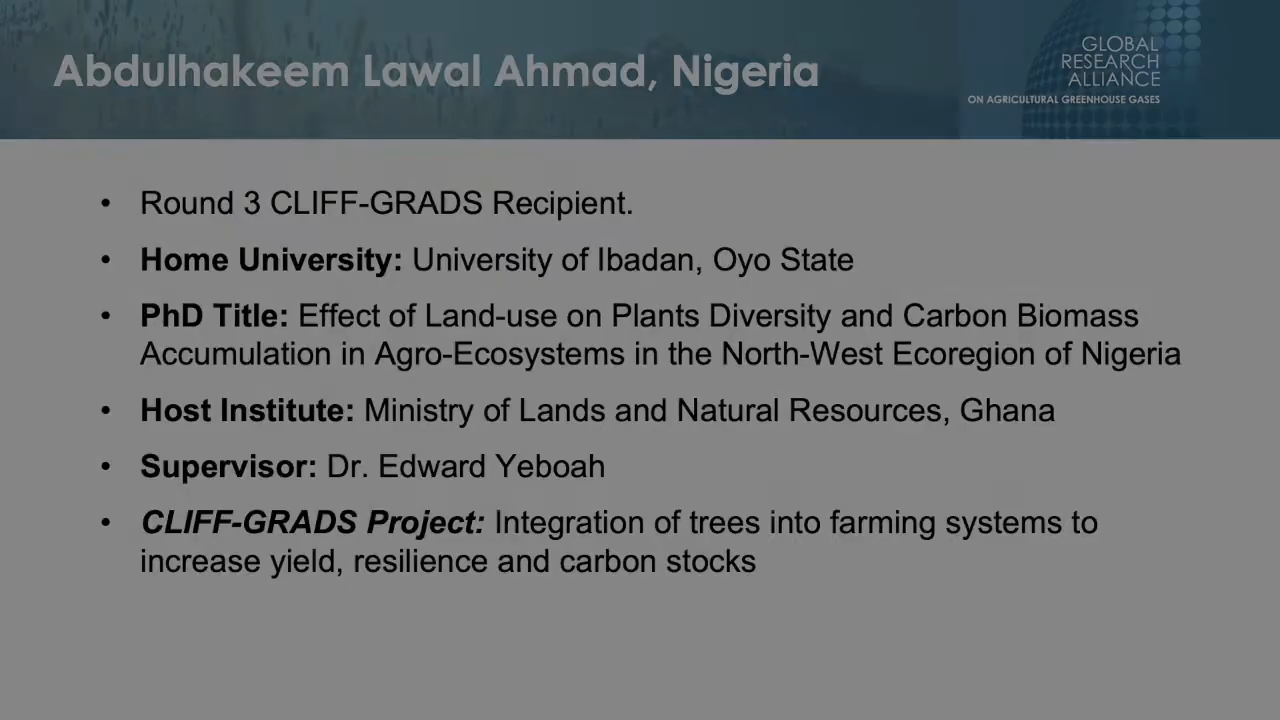 Abdulhakeem Lawal Ahmad, Nigeria
GLOBAL
RESEARCH
ALLIANCE
ON AGRICULTURAL GREENHOUSE GASES
• Round 3 CLIFF-GRADS Recipient.
• Home University: University of Ibadan, Oyo State
• PhD Title: Effect of Land-use on Plants Diversity and Carbon Biomass
Accumulation in Agro-Ecosystems in the North-West Ecoregion of Nigeria
• Host Institute: Ministry of Lands and Natural Resources, Ghana
• Supervisor: Dr. Edward Yeboah
• CLIFF-GRADS Project: Integration of trees into farming systems to
increase yield, resilience and carbon stocks